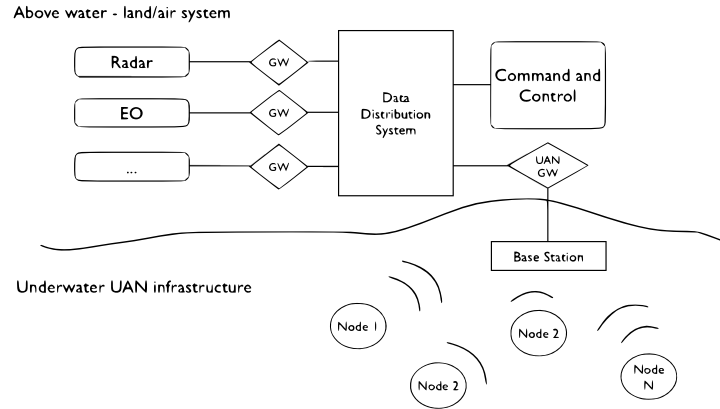 Above water - land/air system
Radar
GW
EO
GW
...
GW
Data
Distribution
System
Command and
Control
UAN
GW
Base Station
Underwater UAN infrastructure
Node 1
Node 2
Node 2
Node
N